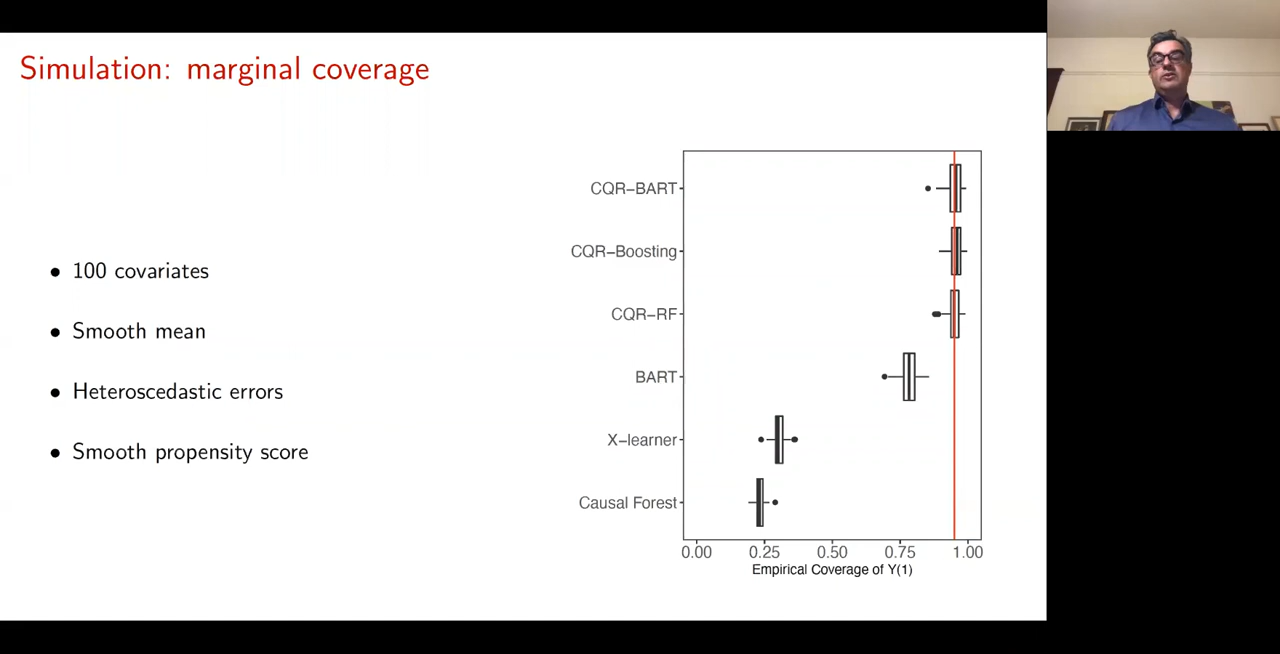 Simulation: marginal coverage
• 100 covariates
• Smooth mean
• Heteroscedastic errors
• Smooth propensity score
CQR−BART
CQR−Boosting
CQR−RF
BART
X−learner
Causal Forest
0.00 0.25 0.50 0.75 1.00
Empirical Coverage of Y(1)